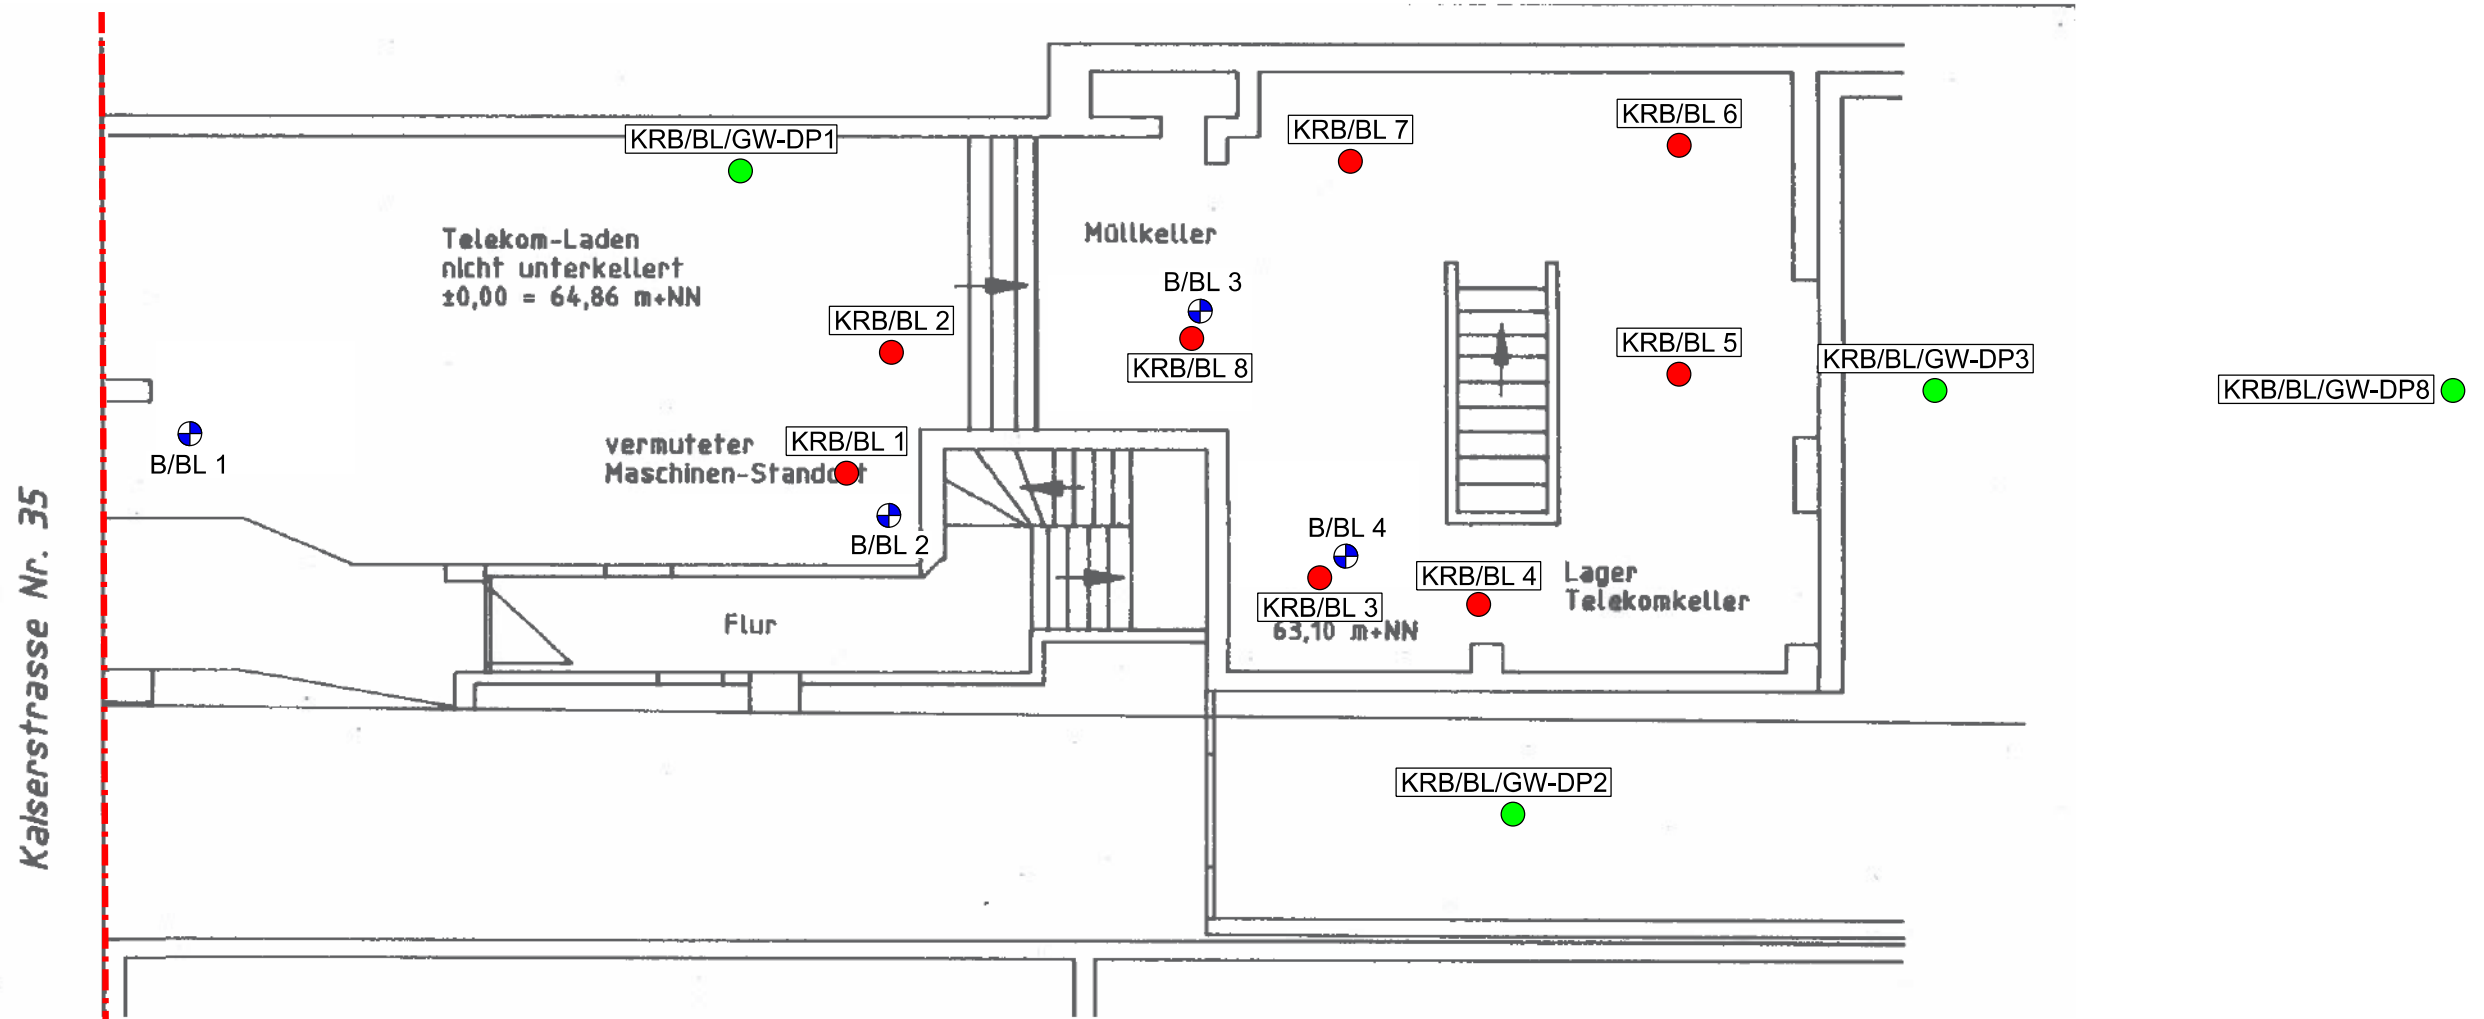 KRB/BL 6
KRB/BL 7
KRB/BL/GW-DP1
Telekom-Laden
nicht unterkellert
±0,00 = 64,86 m+NN
Müllkeller
B/BL 3
KRB/BL 2
KRB/BL 8
KRB/BL 5
KRB/BL/GW-DP3
KRB/BL/GW-DP8
vermuteter
Maschinen-Standort
KRB/BL 1
B/BL 1
B/BL 2
B/BL 4
KRB/BL 3
63,10 m+NN
KRB/BL 4
Lager
Telekomkeller
Flur
Kaiserstrasse Nr. 35
KRB/BL/GW-DP2